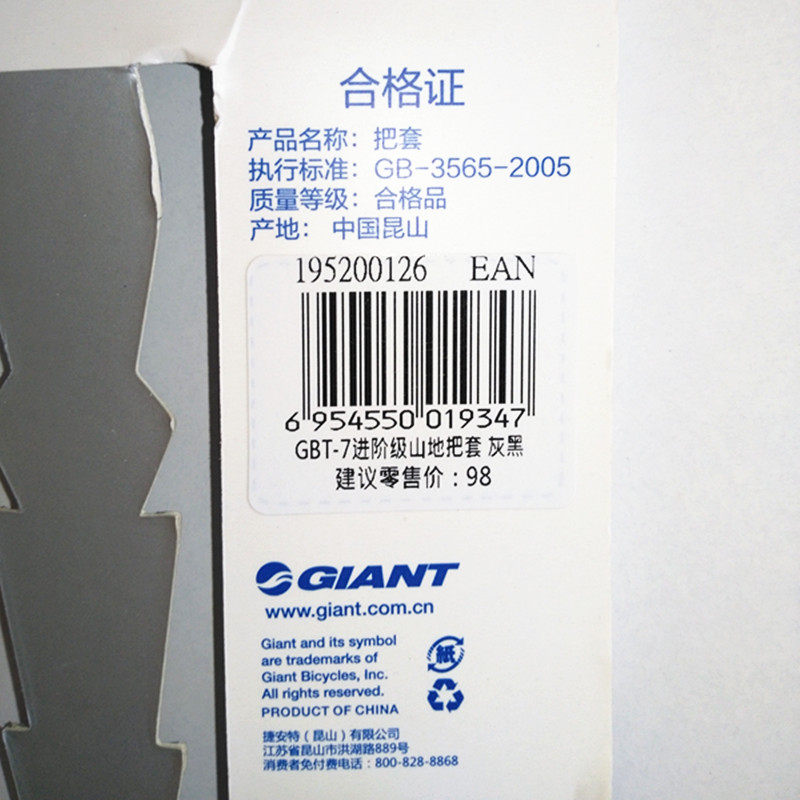 合格证
产品名称：把套
执行标准：GB-3565-2005
质量等级：合格品
产地：中国昆山
195200126 EAN
6 954550 019347
GBT-7进阶级山地把套 灰黑
建议零售价：98
GIANT
www.giant.com.cn
Giant and its symbol
are trademarks of
Giant Bicycles, Inc.
All rights reserved.
PRODUCT OF CHINA
紙
捷安特（昆山）有限公司
江苏省昆山市洪湖路889号
消费者免付费电话：800-828-8868